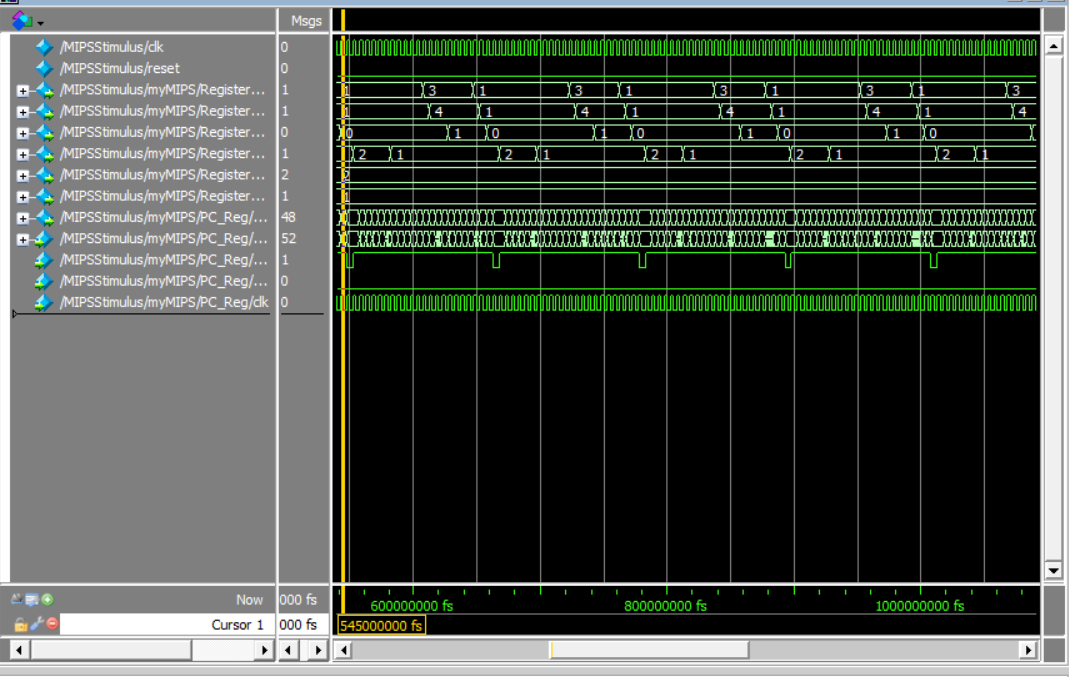 Msgs
/MIPSStimulus/clk 0
/MIPSStimulus/reset 0
/MIPSStimulus/myMIPS/Register... 1 1 3 1 3 1 3 1 3 1 3
/MIPSStimulus/myMIPS/Register... 1 1 4 1 4 1 4 1 4 1 4
/MIPSStimulus/myMIPS/Register... 0 0 1 0 1 0 1 0 1 0
/MIPSStimulus/myMIPS/Register... 1 2 1 2 1 2 1 2 1 2 1
/MIPSStimulus/myMIPS/Register... 2 2
/MIPSStimulus/myMIPS/Register... 1 1
/MIPSStimulus/myMIPS/PC_Reg/... 48
/MIPSStimulus/myMIPS/PC_Reg/... 52
/MIPSStimulus/myMIPS/PC_Reg/... 1
/MIPSStimulus/myMIPS/PC_Reg/... 0
/MIPSStimulus/myMIPS/PC_Reg/clk 0
Now 000 fs 600000000 fs 800000000 fs 1000000000 fs
Cursor 1 000 fs 545000000 fs